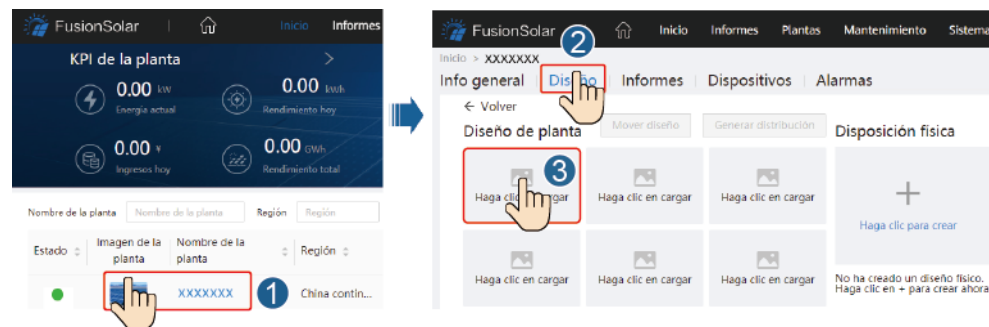 FusionSolar
Inicio
Informes
KPI de la planta
0.00 kW
Energía actual
0.00 kWh
Rendimiento hoy
0.00 ¥
Ingresos hoy
0.00 GWh
Rendimiento total
Nombre de la planta
Nombre de la planta
Región
Región
Estado
Imagen de la
planta
Nombre de la
planta
Región
XXXXXXX
1
China contin...
FusionSolar
2
Inicio
Informes
Plantas
Mantenimiento
Sistema
Inicio > XXXXXXX
Info general
Diseño
Informes
Dispositivos
Alarmas
← Volver
Diseño de planta
Mover diseño
Generar distribución
Disposición física
3
Haga clic en cargar
Haga clic en cargar
Haga clic en cargar
Haga clic para crear
Haga clic en cargar
Haga clic en cargar
Haga clic en cargar
No ha creado un diseño físico.
Haga clic en + para crear ahora